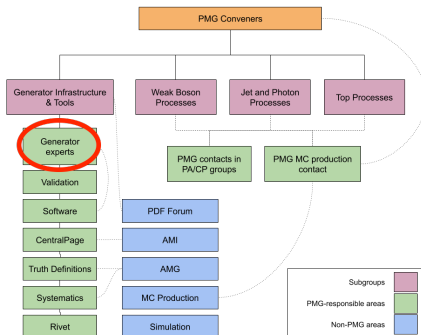 PMG Conveners
Generator Infrastructure
& Tools
Weak Boson
Processes
Jet and Photon
Processes
Top Processes
Generator
experts
PMG contacts in
PA/CP groups
PMG MC production
contact
Validation
Software
PDF Forum
CentralPage
AMI
Truth Definitions
AMG
Systematics
MC Production
Rivet
Simulation
Subgroups
PMG-responsible areas
Non-PMG areas